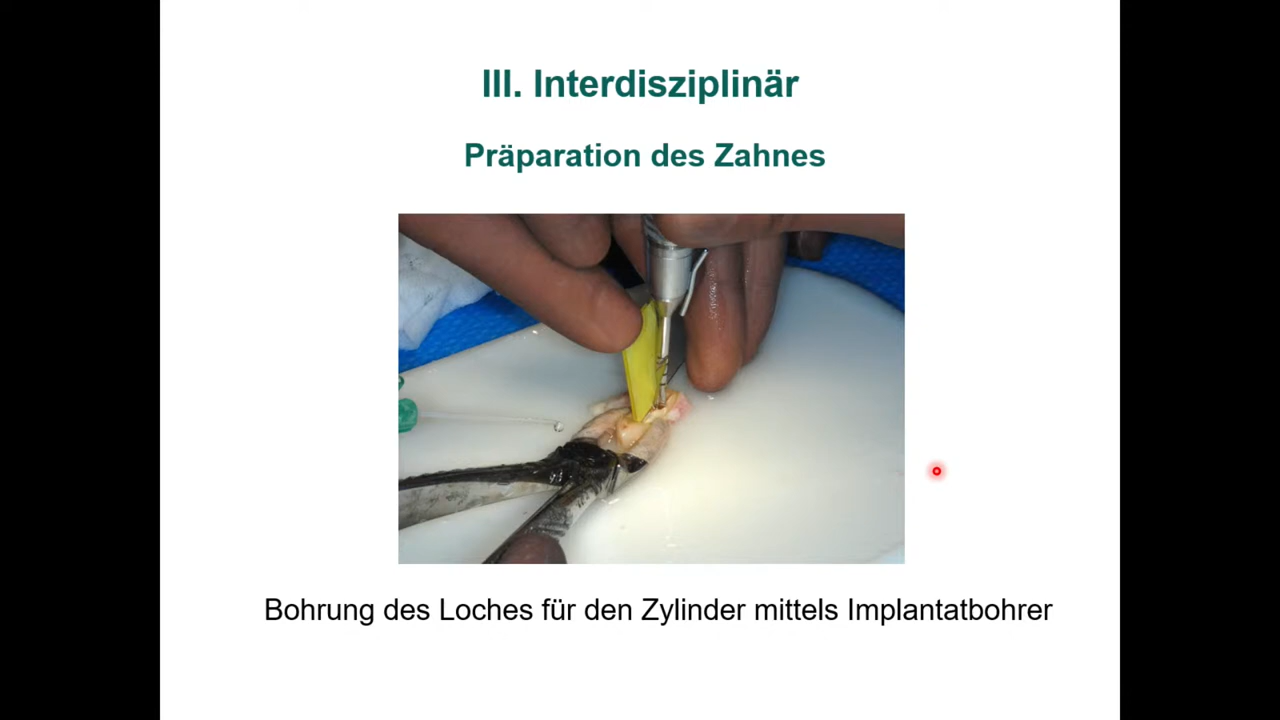 III. Interdisziplinär
Präparation des Zahnes
Bohrung des Loches für den Zylinder mittels Implantatbohrer